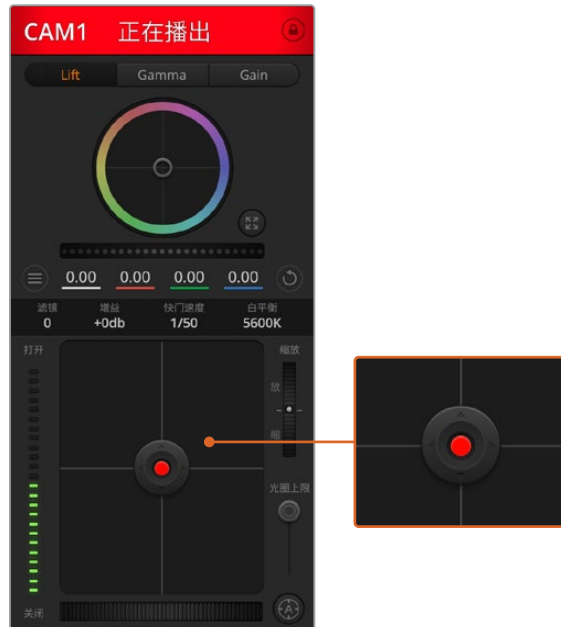 CAM1 正在播出
Lift Gamma Gain
0.00 0.00 0.00 0.00
滤镜 增益 快门速度 白平衡
0 +0db 1/50 5600K
打开 缩放
放
缩
光圈上限
关闭 A